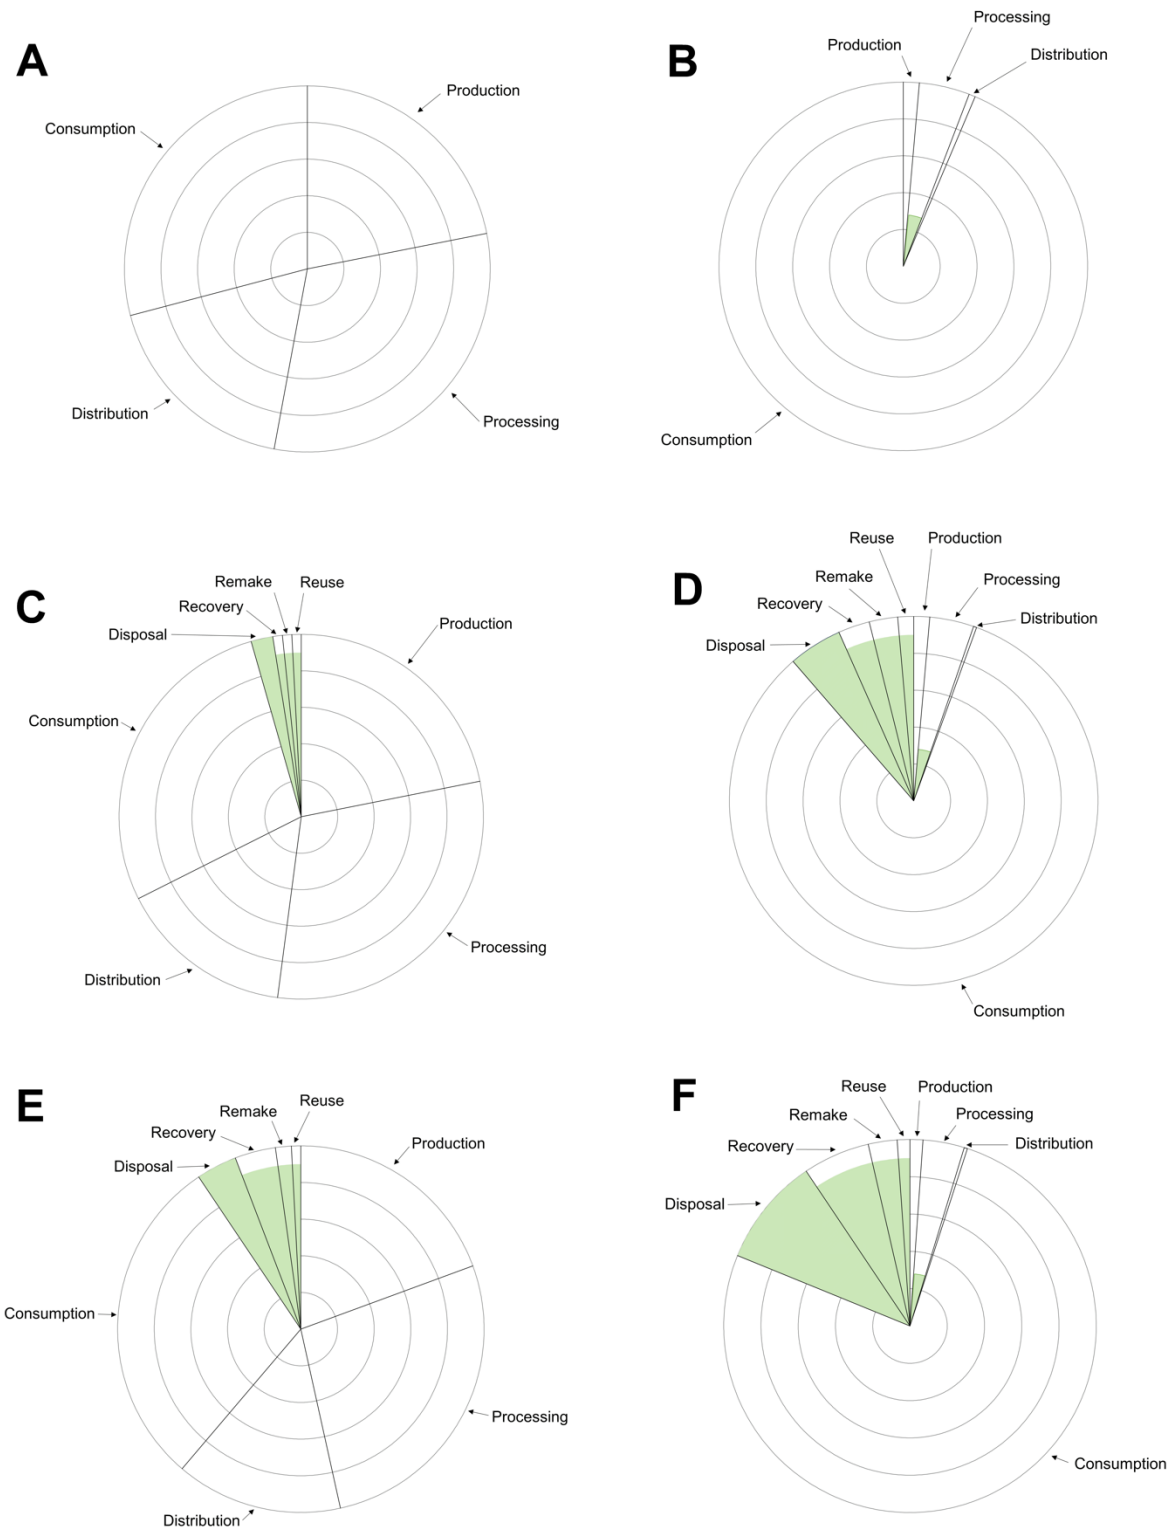 A
Production
Consumption
Distribution
Processing
B
Processing
Production
Distribution
Consumption
C
Remake
Reuse
Recovery
Disposal
Production
Consumption
Processing
Distribution
D
Reuse
Production
Remake
Processing
Recovery
Distribution
Disposal
Consumption
E
Reuse
Remake
Recovery
Production
Disposal
Consumption
Processing
Distribution
F
Reuse
Production
Remake
Processing
Recovery
Distribution
Disposal
Consumption